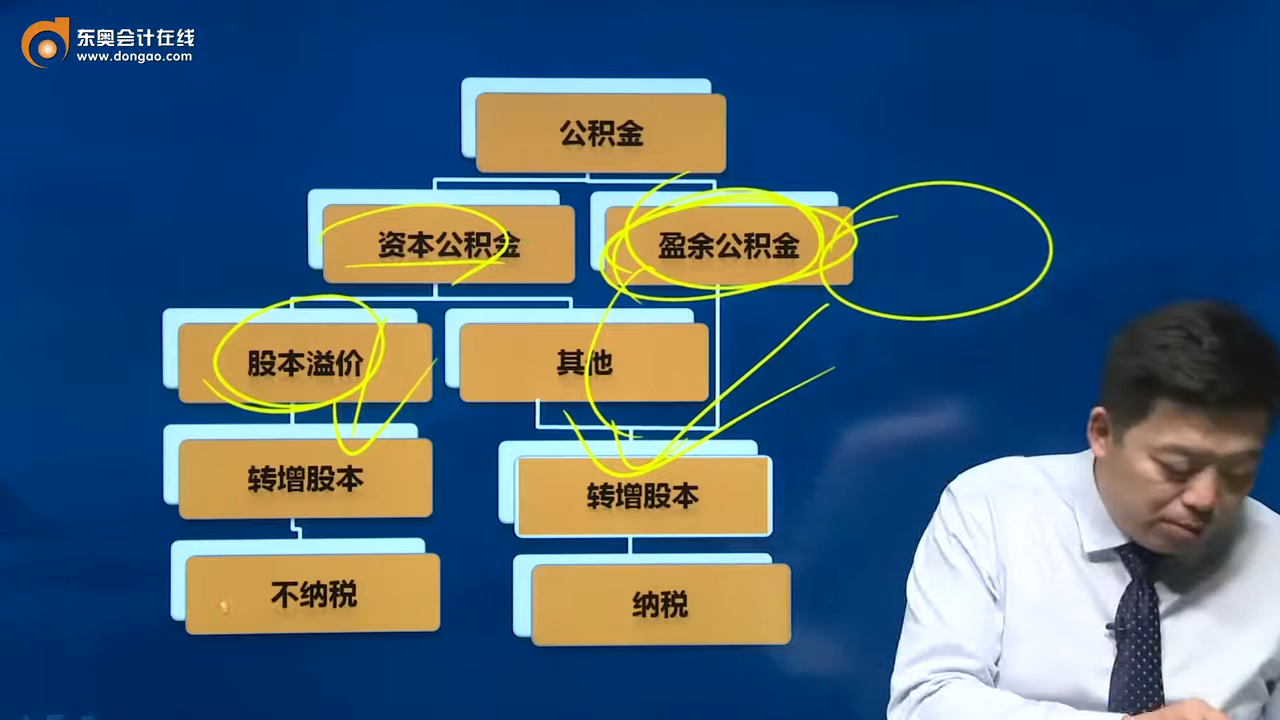 东奥会计在线
www.dongao.com
公积金
资本公积金
盈余公积金
股本溢价
其他
转增股本
转增股本
不纳税
纳税